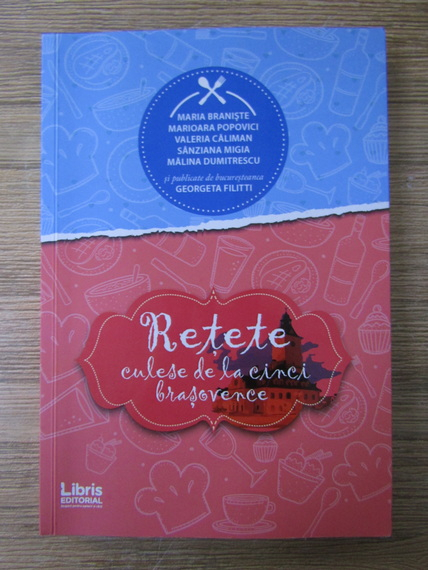 MARIA BRANIȘTE
MARIOARA POPOVICI
VALERIA CĂLIMAN
SÂNZIANA MIGIA
MĂLINA DUMITRESCU
și publicate de bucureșteanca
GEORGETA FILITTI
Rețete
culese de la cinci
brașovence
Libris
EDITORIAL